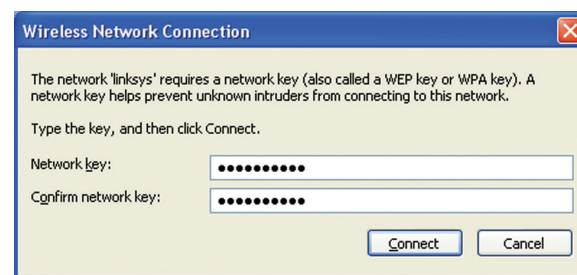 Wireless Network Connection
The network 'linksys' requires a network key (also called a WEP key or WPA key). A
network key helps prevent unknown intruders from connecting to this network.
Type the key, and then click Connect.
Network key: ••••••••••
Confirm network key: ••••••••••
Connect Cancel